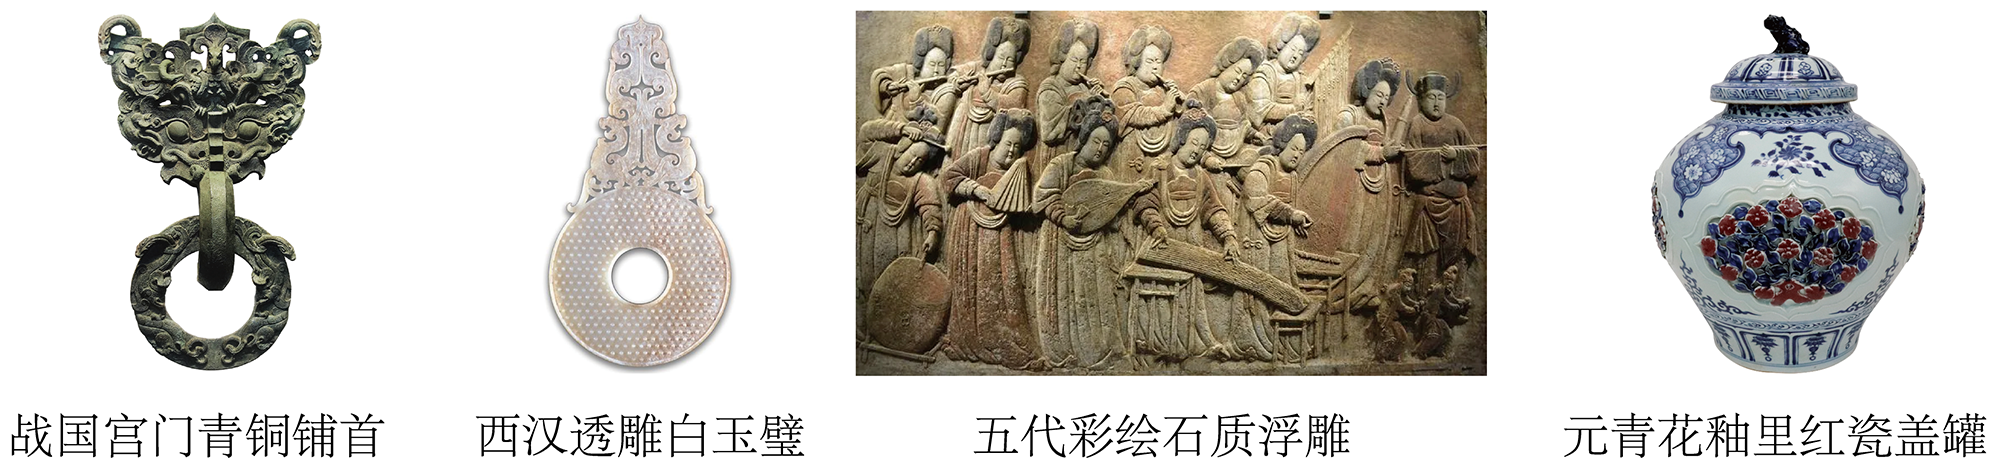 战国宫门青铜铺首
西汉透雕白玉璧
五代彩绘石质浮雕
元青花釉里红瓷盖罐